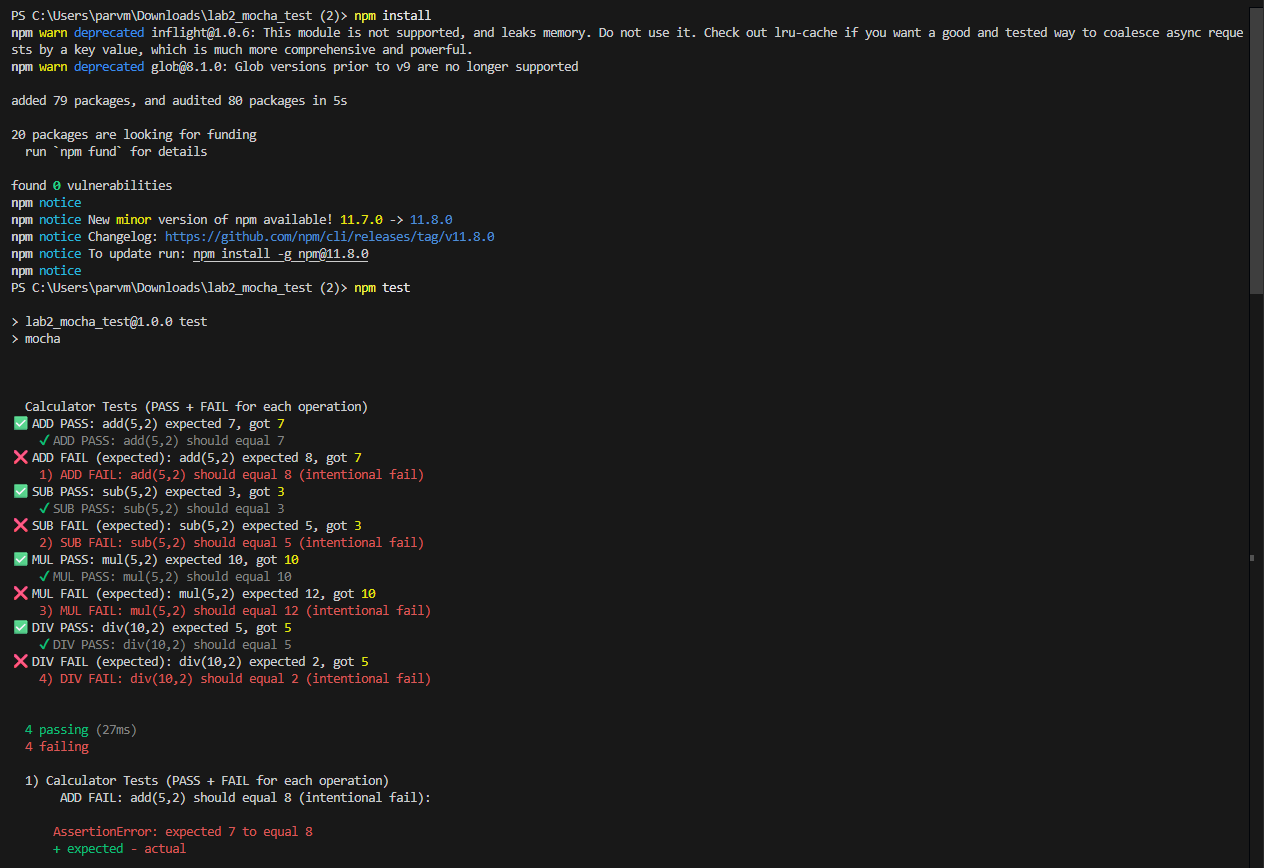 PS C:\Users\parvm\Downloads\lab2_mocha_test (2)> npm install
npm warn deprecated inflight@1.0.6: This module is not supported, and leaks memory. Do not use it. Check out lru-cache if you want a good and tested way to coalesce async reque
sts by a key value, which is much more comprehensive and powerful.
npm warn deprecated glob@8.1.0: Glob versions prior to v9 are no longer supported
added 79 packages, and audited 80 packages in 5s
20 packages are looking for funding
run `npm fund` for details
found 0 vulnerabilities
npm notice
npm notice New minor version of npm available! 11.7.0 -> 11.8.0
npm notice Changelog: https://github.com/npm/cli/releases/tag/v11.8.0
npm notice To update run: npm install -g npm@11.8.0
npm notice
PS C:\Users\parvm\Downloads\lab2_mocha_test (2)> npm test
> lab2_mocha_test@1.0.0 test
> mocha
Calculator Tests (PASS + FAIL for each operation)
✅ ADD PASS: add(5,2) expected 7, got 7
✓ ADD PASS: add(5,2) should equal 7
❌ ADD FAIL (expected): add(5,2) expected 8, got 7
1) ADD FAIL: add(5,2) should equal 8 (intentional fail)
✅ SUB PASS: sub(5,2) expected 3, got 3
✓ SUB PASS: sub(5,2) should equal 3
❌ SUB FAIL (expected): sub(5,2) expected 5, got 3
2) SUB FAIL: sub(5,2) should equal 5 (intentional fail)
✅ MUL PASS: mul(5,2) expected 10, got 10
✓ MUL PASS: mul(5,2) should equal 10
❌ MUL FAIL (expected): mul(5,2) expected 12, got 10
3) MUL FAIL: mul(5,2) should equal 12 (intentional fail)
✅ DIV PASS: div(10,2) expected 5, got 5
✓ DIV PASS: div(10,2) should equal 5
❌ DIV FAIL (expected): div(10,2) expected 2, got 5
4) DIV FAIL: div(10,2) should equal 2 (intentional fail)
4 passing (27ms)
4 failing
1) Calculator Tests (PASS + FAIL for each operation)
ADD FAIL: add(5,2) should equal 8 (intentional fail):
AssertionError: expected 7 to equal 8
+ expected - actual